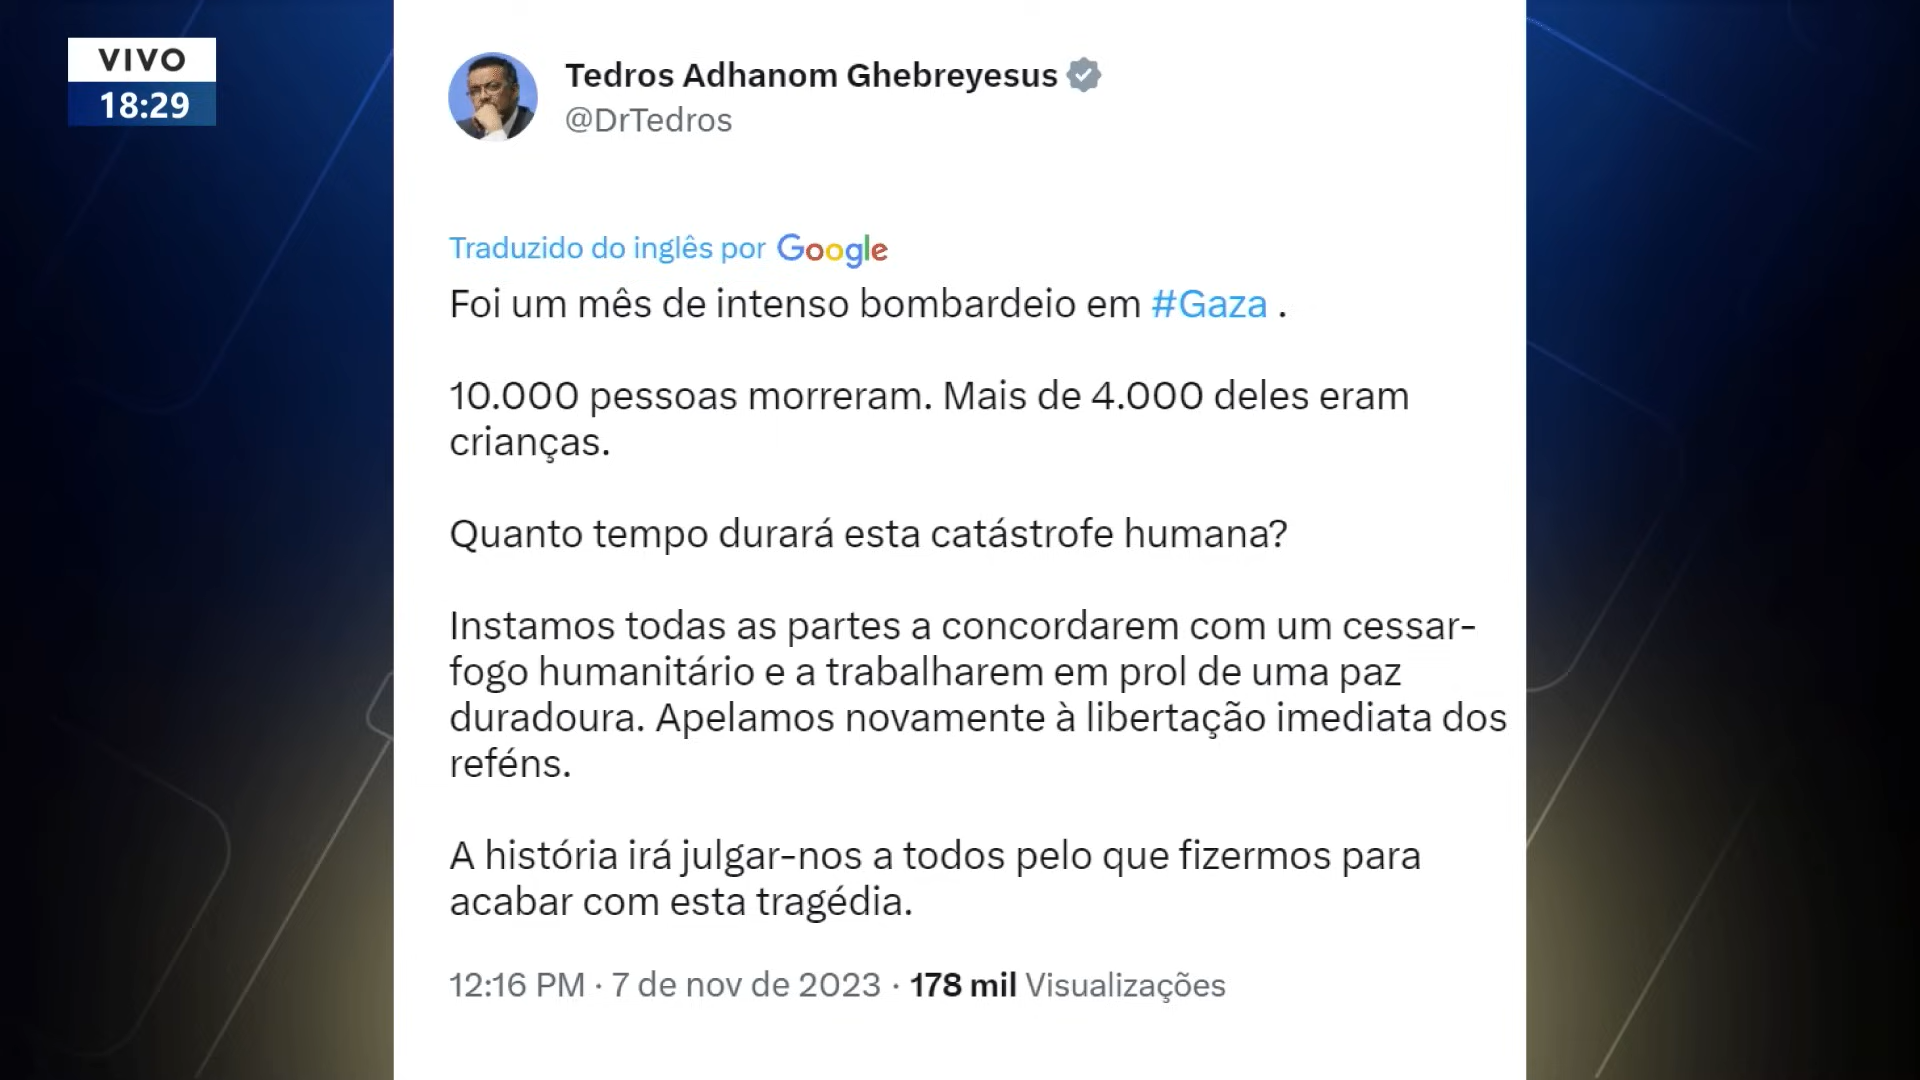 VIVO
18:29
Tedros Adhanom Ghebreyesus
@DrTedros
Traduzido do inglês por Google
Foi um mês de intenso bombardeio em #Gaza .
10.000 pessoas morreram. Mais de 4.000 deles eram
crianças.
Quanto tempo durará esta catástrofe humana?
Instamos todas as partes a concordarem com um cessar-
fogo humanitário e a trabalharem em prol de uma paz
duradoura. Apelamos novamente à libertação imediata dos
reféns.
A história irá julgar-nos a todos pelo que fizermos para
acabar com esta tragédia.
12:16 PM · 7 de nov de 2023 · 178 mil Visualizações